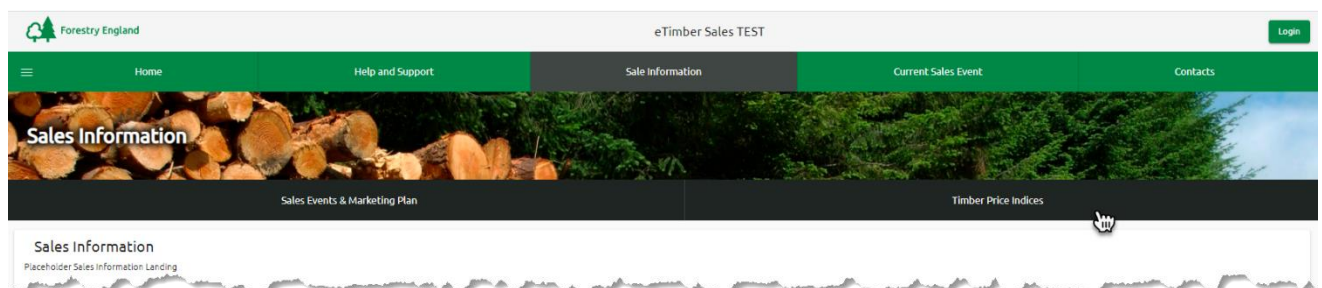 Forestry England
eTimber Sales TEST
Login
Home
Help and Support
Sale Information
Current Sales Event
Contacts
Sales Information
Sales Events & Marketing Plan
Timber Price Indices
Sales Information
Placeholder Sales Information Landing